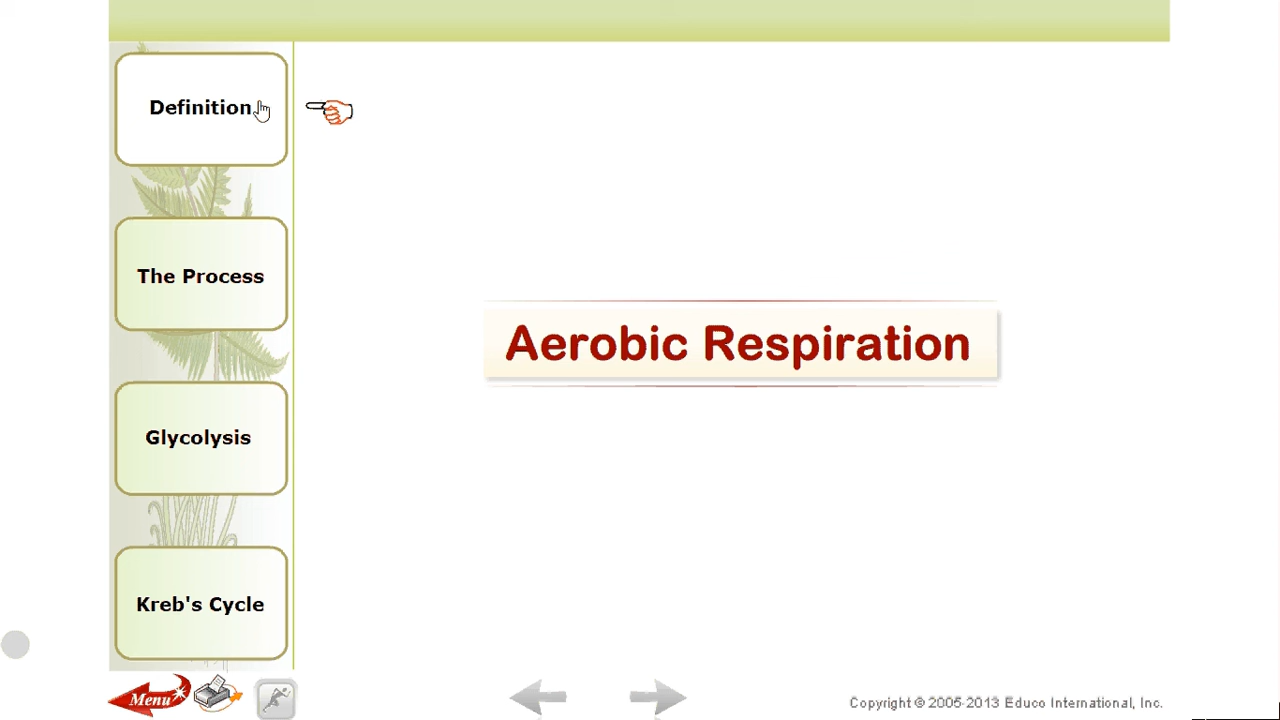 Definition
The Process
Glycolysis
Kreb's Cycle
Aerobic Respiration
Menu
Copyright © 2005-2013 Educo International, Inc.